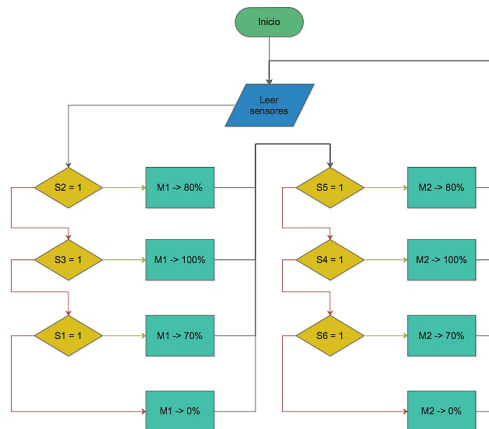 Inicio
Leer
sensores
S2 = 1
M1 -> 80%
S3 = 1
M1 -> 100%
S1 = 1
M1 -> 70%
M1 -> 0%
S5 = 1
M2 -> 80%
S4 = 1
M2 -> 100%
S6 = 1
M2 -> 70%
M2 -> 0%